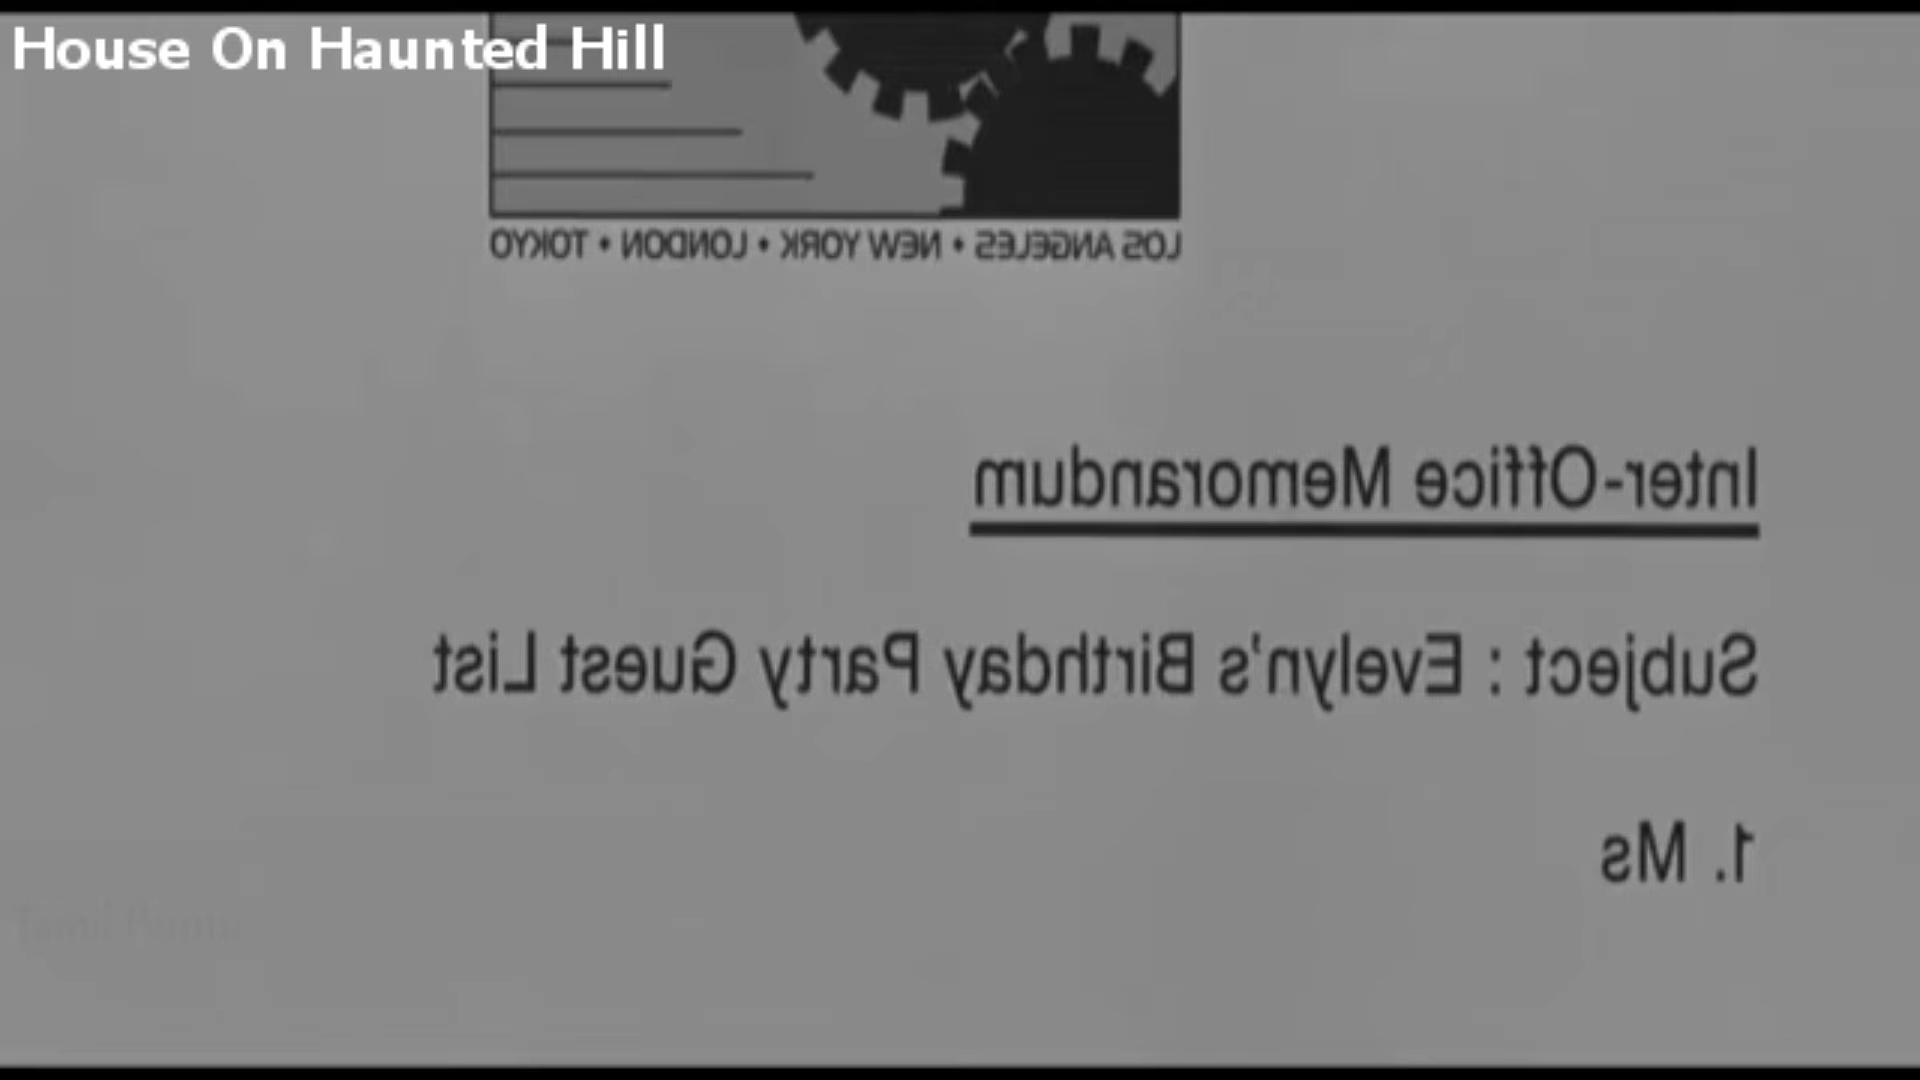 House On Haunted Hill
LOS ANGELES • NEW YORK • LONDON • TOKYO
Inter-Office Memorandum
Subject : Evelyn's Birthday Party Guest List
1. Ms